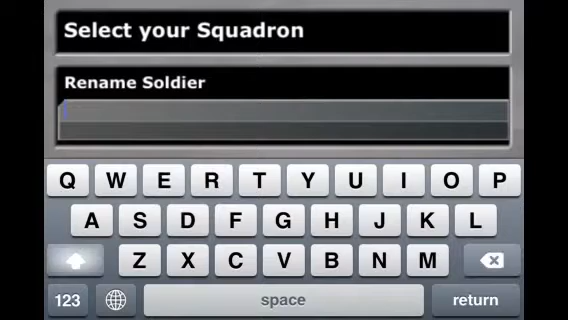 Select your Squadron
Rename Soldier
Q W E R T Y U I O P
A S D F G H J K L
Z X C V B N M
123 space return